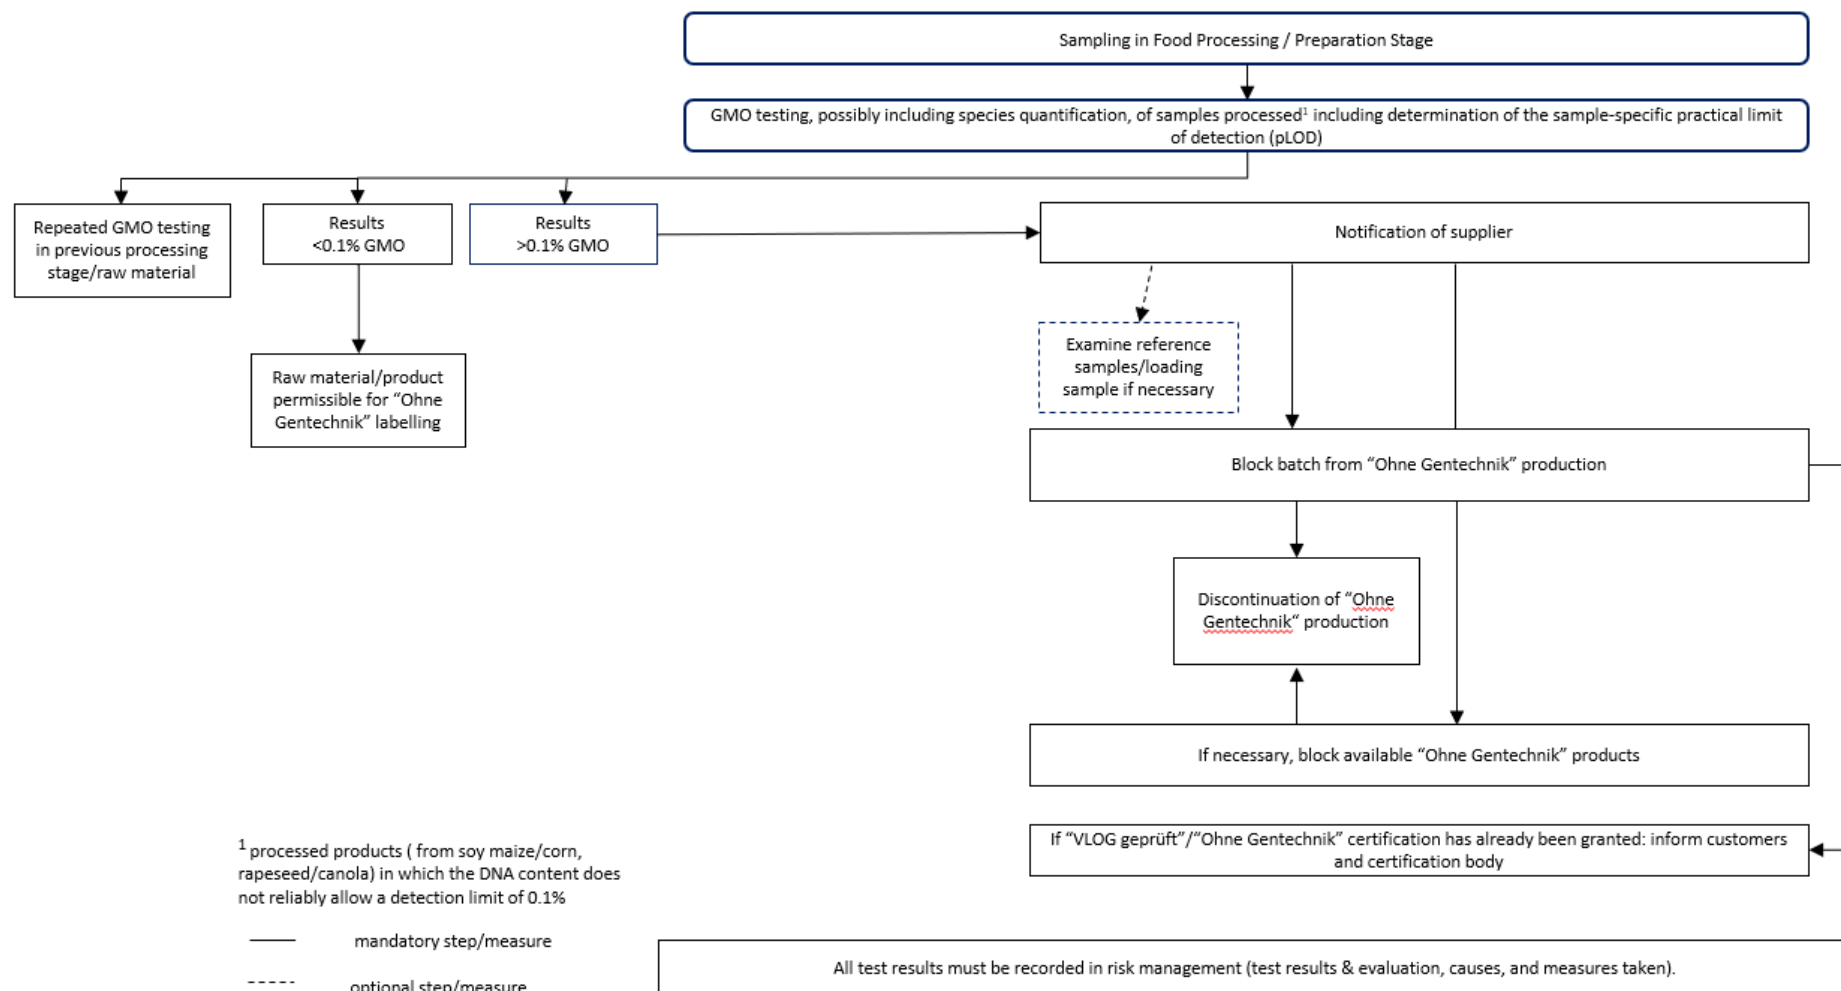 Sampling in Food Processing / Preparation Stage
GMO testing, possibly including species quantification, of samples processed¹ including determination of the sample-specific practical limit
of detection (pLOD)
Repeated GMO testing
in previous processing
stage/raw material
Results
<0.1% GMO
Results
>0.1% GMO
Notification of supplier
Examine reference
samples/loading
sample if necessary
Raw material/product
permissible for “Ohne
Gentechnik” labelling
Block batch from “Ohne Gentechnik” production
Discontinuation of “Ohne
Gentechnik“ production
If necessary, block available “Ohne Gentechnik” products
If “VLOG geprüft”/“Ohne Gentechnik” certification has already been granted: inform customers
and certification body
¹ processed products ( from soy maize/corn,
rapeseed/canola) in which the DNA content does
not reliably allow a detection limit of 0.1%
mandatory step/measure
optional step/measure
All test results must be recorded in risk management (test results & evaluation, causes, and measures taken).